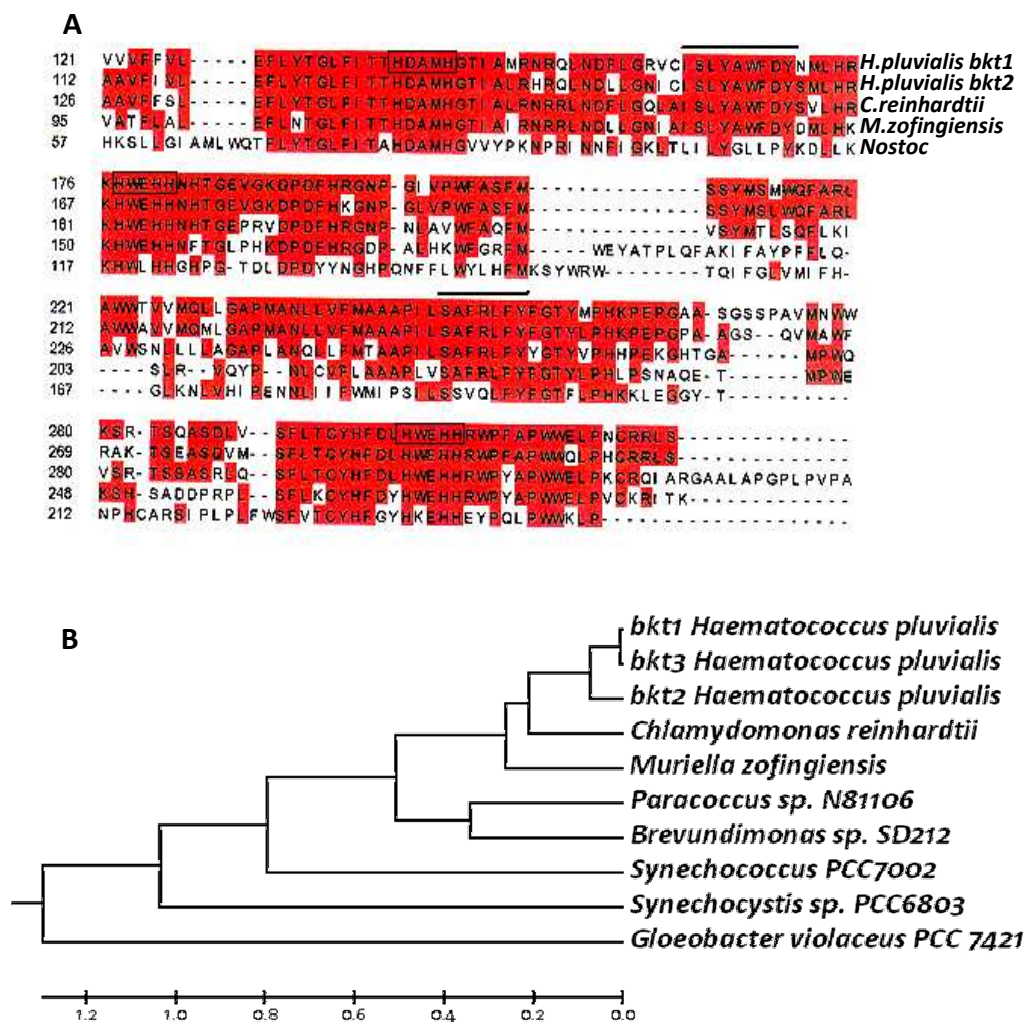 A
121 VVVFFVL-----EFLYTGLFITTHDAMHGTIAMRNRQLNDFLGRVCISLYAWFDYNMLHR H.pluvialis bkt1
112 AAVFIVL-----EFLYTGLFITTHDAMHGTIALRHRQLNDLLGNICISLYAWFDYSMLHR H.pluvialis bkt2
126 AAVFFSL-----EFLYTGLFITTHDAMHGTIALRNRRLNDFLGQLAISLYAWFDYSVLHR C.reinhardtii
95 VATFLAL-----EFLNTGLFITTHDAMHGTIAIRNRRLNDLLGNIAISLYAWFDYDMLHK M.zofingiensis
57 HKSLLGIAMLWQTFLYTGLFITAHDAMHGVVYPKNPRINNFIGKLTLILYGLLPYKDLLK Nostoc
176 KHWEHHNHTGEVGKDPDFHRGNP-GIVPWFASFM---------------SSYMSMWQFARL
167 KHWEHHNHTGEVGKDPDFHKGNP-GLVPWFASFM---------------SSYMSLWQFARL
181 KHWEHHNHTGEPRVDPDFHRGNP-NLAVWFAQFM---------------VSYMTLSQFLKI
150 KHWEHHNFTGLPHKDPDFHRGDP-ALHKWFGRFM-----WEYATPLQFAKIFAYPFFLQ-
117 KHWLHHGHPG-TDLDPDYYNGHPQNFFLWYLHFMKSYWRW--------TQIFGLVMIFH-
221 AWWTVVMQLLGAPMANLLVFMAAAPILSAFRLFYFGTYMPHKPEPGAA-SGSSPAVMNWW
212 AWWAVVMQMLGAPMANLLVFMAAAPILSAFRLFYFGTYLPHKPEPGA-AGS--QVMAWF
226 AVWSNLLLLAGAPLANQLLFMTAAPILSAFRLFYYGTYVPHHPEKGHTGA------MPWQ
203 ----SLR--VQYP--NLCVFLAAAPLVSAFRLFYFGTYLPHLPSNAQE-T-------MPWE
167 ----GLKNLVHIPENNLIIFWMIPSILSSVQLFYFGTFLPHKKLEGGY-T-----------
280 KSR-TSQASDLV--SFLTCYHFDLHWEHHRWPFAPWWELPNCRRLS--------------
269 RAK-TSEASDVM--SFLTCYHFDLHWEHHRWPFAPWWQLPHCRRLS--------------
280 VSR-TSSASRLQ--SFLTCYHFDLHWEHHRWPYAPWWELPKCRQIARGAALAPGPLPVPA
248 KSH-SADDPRPL--SFLKCYHFDYHWEHHRWPYAPWWELPVCKRITK-------------
212 NPHCARSIPLPLFWSFVTCYHFGYHKEHHEYPQLPWWKLP--------------------
B
bkt1 Haematococcus pluvialis
bkt3 Haematococcus pluvialis
bkt2 Haematococcus pluvialis
Chlamydomonas reinhardtii
Muriella zofingiensis
Paracoccus sp. N81106
Brevundimonas sp. SD212
Synechococcus PCC7002
Synechocystis sp. PCC6803
Gloeobacter violaceus PCC 7421
1.2 1.0 0.8 0.6 0.4 0.2 0.0